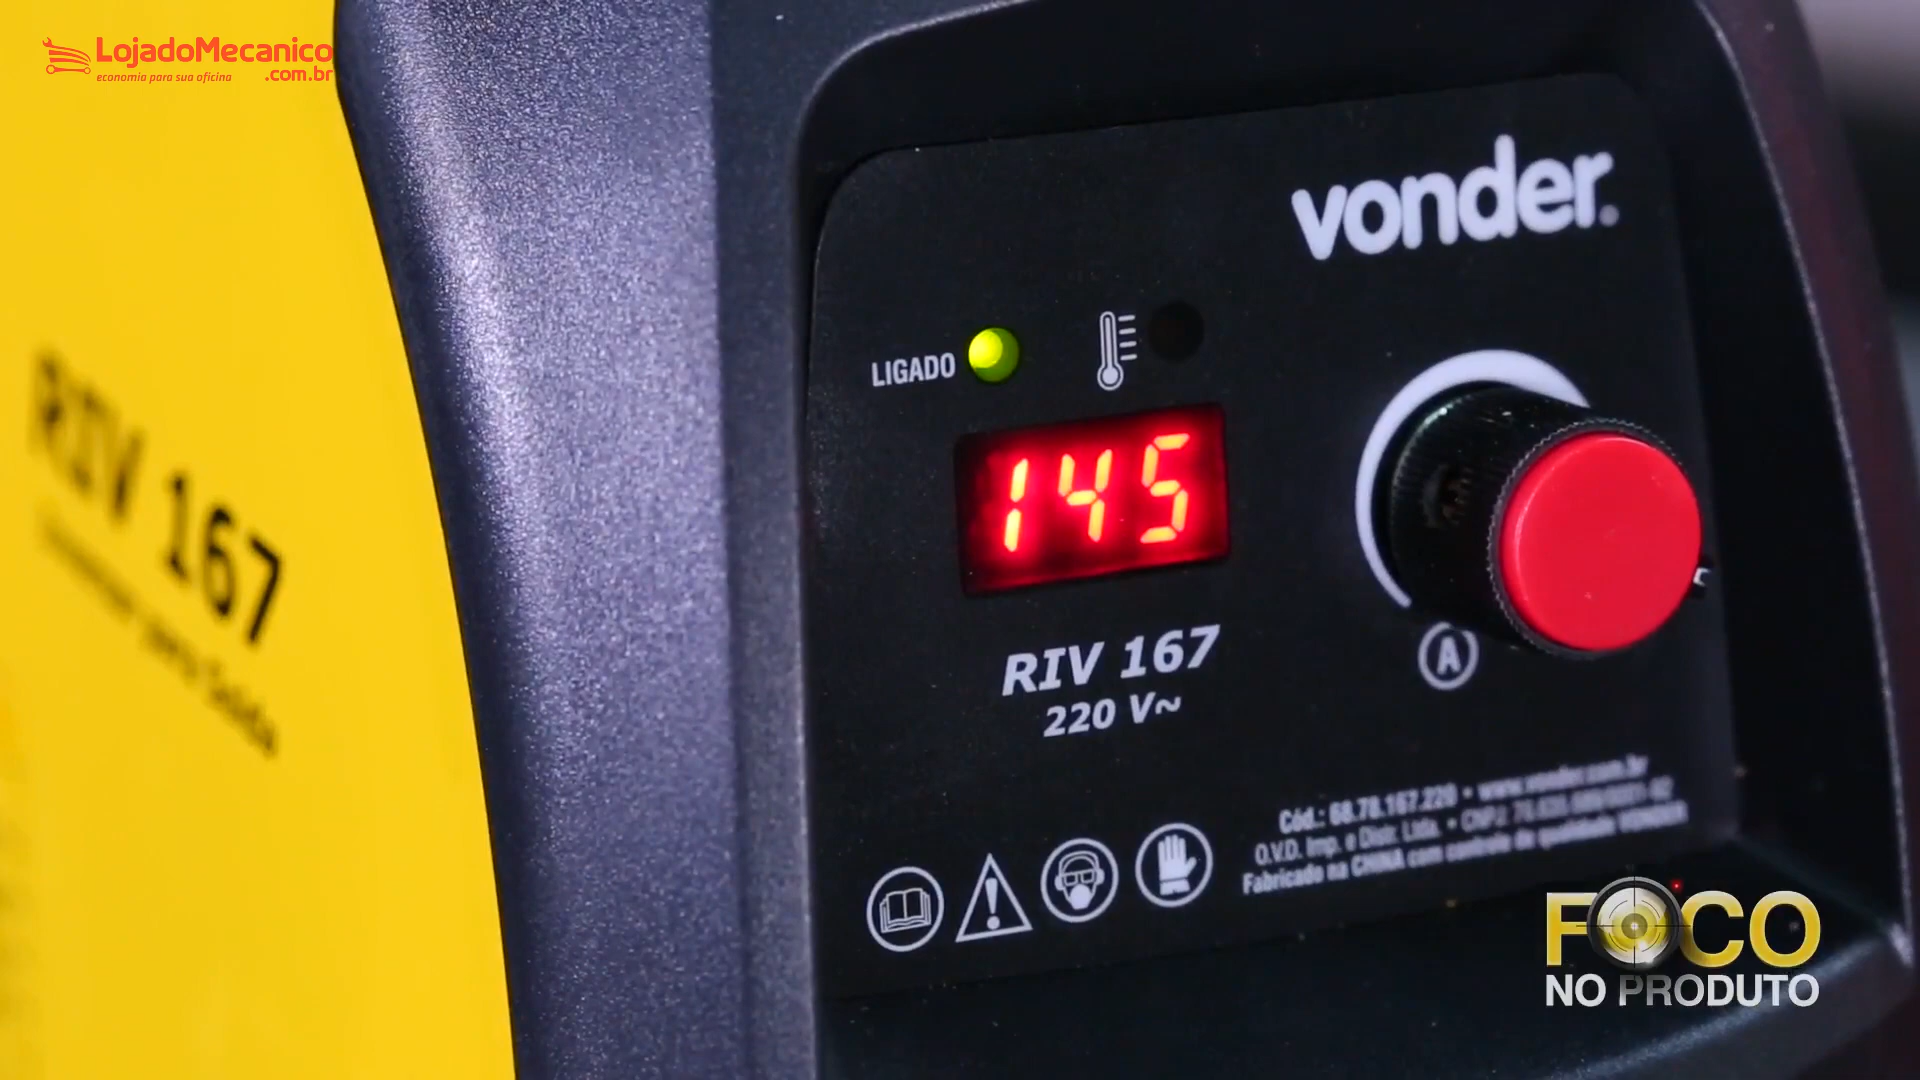 LojadoMecanico
economia para sua oficina .com.br
vonder
LIGADO
145
RIV 167
220 V~
A
RIV 167
Cód.: 68.78.167.220 • www.vonder.com.br
O.V.D. Imp. e Distr. Ltda. • CNPJ:
Fabricado na CHINA com controle de qualidade VONDER
FOCO
NO PRODUTO